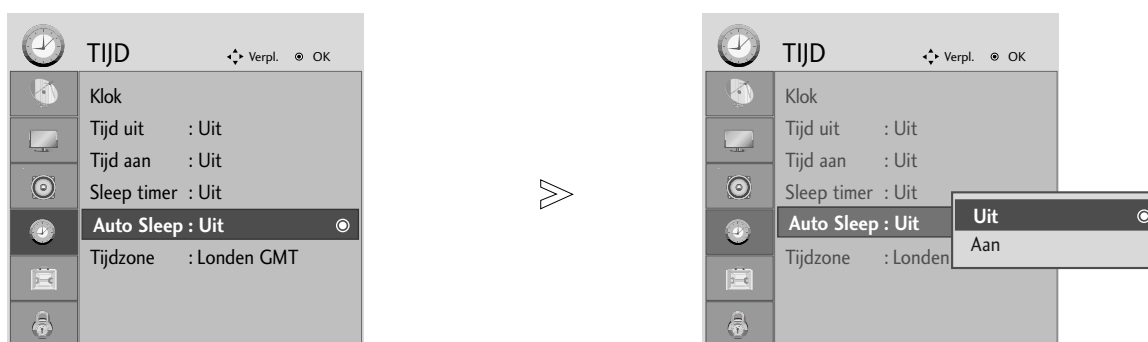 TIJD Verpl. OK
Klok
Tijd uit : Uit
Tijd aan : Uit
Sleep timer : Uit
Auto Sleep : Uit
Tijdzone : Londen GMT
TIJD Verpl. OK
Klok
Tijd uit : Uit
Tijd aan : Uit
Sleep timer : Uit
Auto Sleep : Uit
Tijdzone : Londen
Uit
Aan